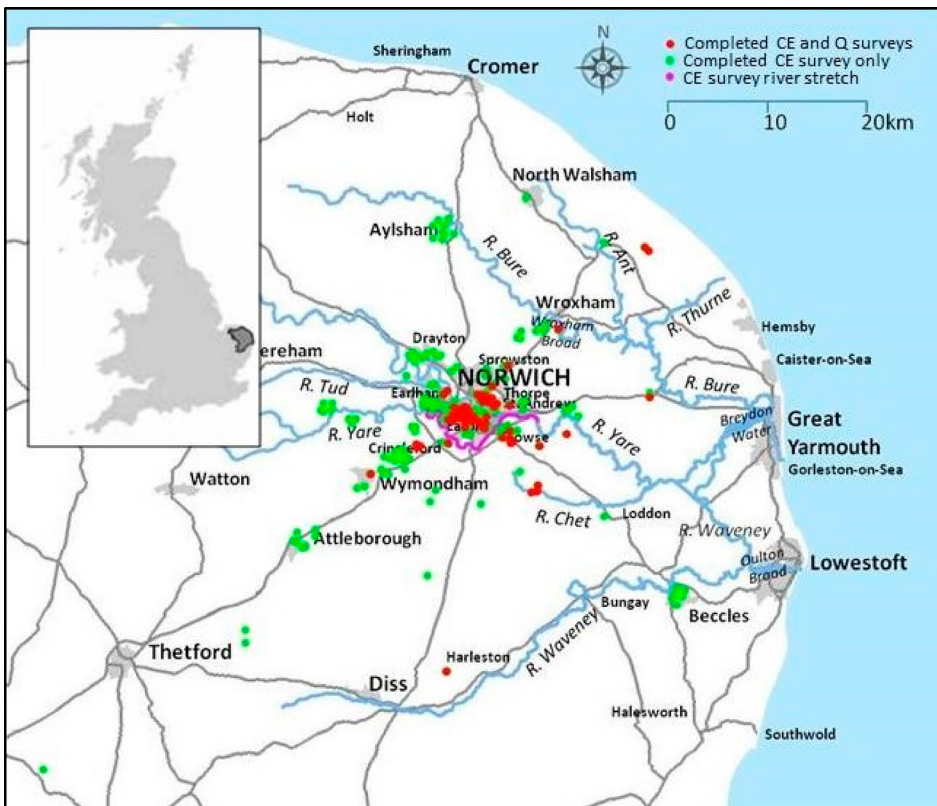 Sheringham
Cromer
N
Completed CE and Q surveys
Completed CE survey only
CE survey river stretch
0 10 20km
Holt
North Walsham
Aylsham
R. Bure
R. Ant
Wroxham
Wroxham
Broad
R. Thurne
Hemsby
Caister-on-Sea
Drayton
Sprowston
ereham
NORWICH
R. Tud
Earlham
Thorpe
St. Andrew
R. Bure
R. Yare
Cringleford
owse
R. Yare
Breydon
Water
Great
Yarmouth
Gorleston-on-Sea
Watton
Wymondham
R. Chet
Loddon
R. Waveney
Attleborough
Oulton
Broad
Lowestoft
Bungay
Beccles
Thetford
Harleston
R. Waveney
Diss
Halesworth
Southwold